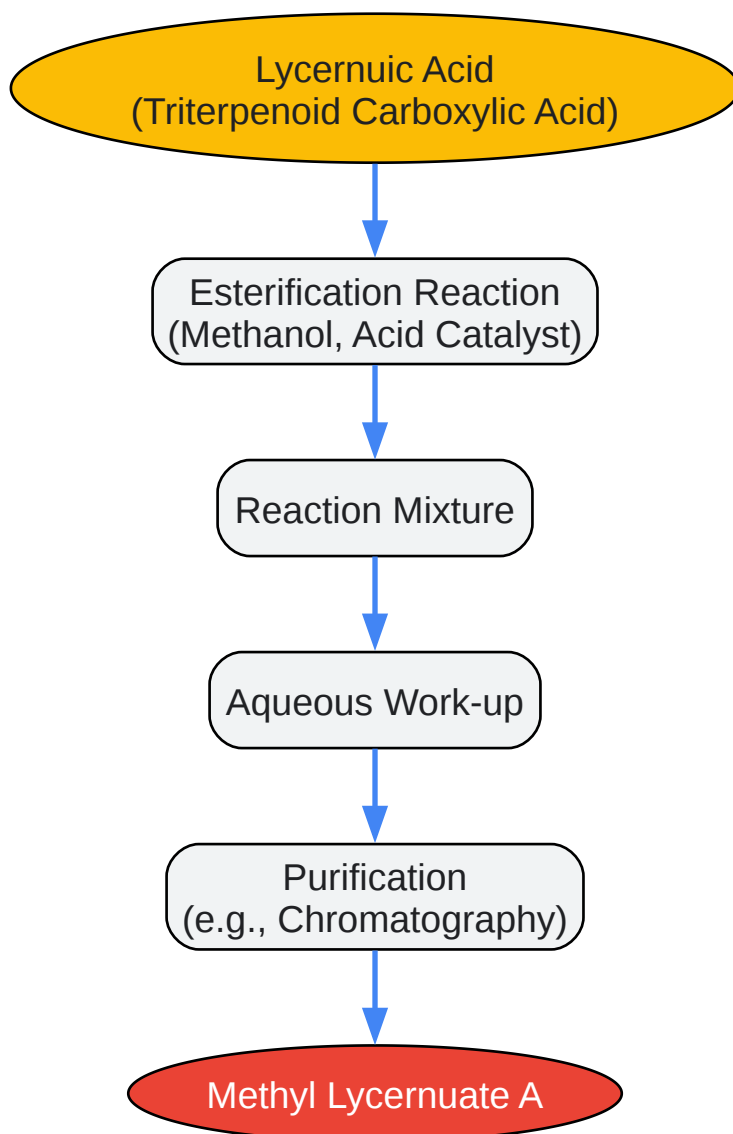 Lycernuic Acid
(Triterpenoid Carboxylic Acid)
Esterification Reaction
(Methanol, Acid Catalyst)
Reaction Mixture
Aqueous Work-up
Purification
(e.g., Chromatography)
Methyl Lycernuate A